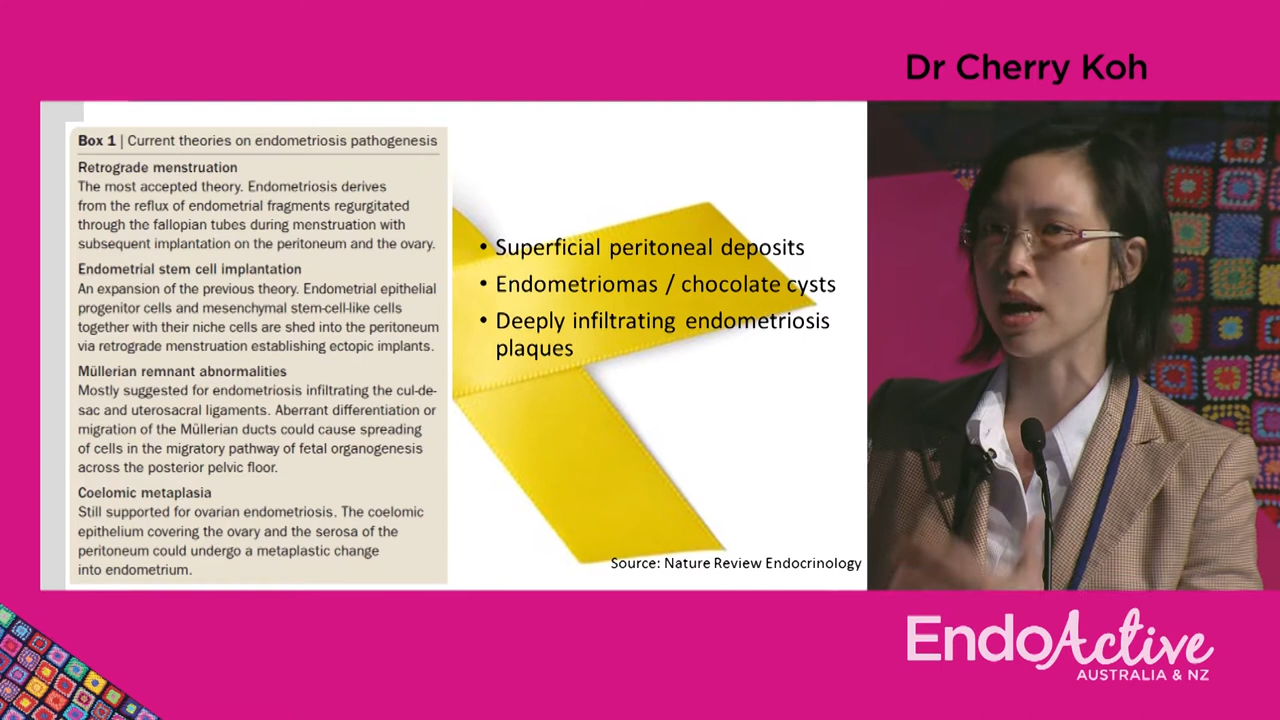 Dr Cherry Koh
Box 1 | Current theories on endometriosis pathogenesis
Retrograde menstruation
The most accepted theory. Endometriosis derives
from the reflux of endometrial fragments regurgitated
through the fallopian tubes during menstruation with
subsequent implantation on the peritoneum and the ovary.
Endometrial stem cell implantation
An expansion of the previous theory. Endometrial epithelial
progenitor cells and mesenchymal stem-cell-like cells
together with their niche cells are shed into the peritoneum
via retrograde menstruation establishing ectopic implants.
Müllerian remnant abnormalities
Mostly suggested for endometriosis infiltrating the cul-de-
sac and uterosacral ligaments. Aberrant differentiation or
migration of the Müllerian ducts could cause spreading
of cells in the migratory pathway of fetal organogenesis
across the posterior pelvic floor.
Coelomic metaplasia
Still supported for ovarian endometriosis. The coelomic
epithelium covering the ovary and the serosa of the
peritoneum could undergo a metaplastic change
into endometrium.
• Superficial peritoneal deposits
• Endometriomas / chocolate cysts
• Deeply infiltrating endometriosis
plaques
Source: Nature Review Endocrinology
EndoActive
AUSTRALIA & NZ